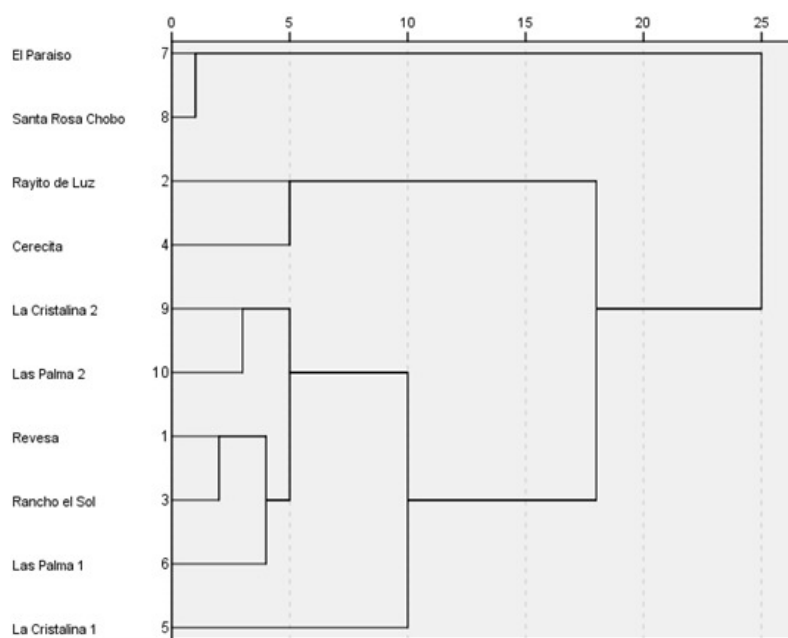 0 5 10 15 20 25
El Paraiso 7
Santa Rosa Chobo 8
Rayito de Luz 2
Cerecita 4
La Cristalina 2 9
Las Palma 2 10
Revesa 1
Rancho el Sol 3
Las Palma 1 6
La Cristalina 1 5